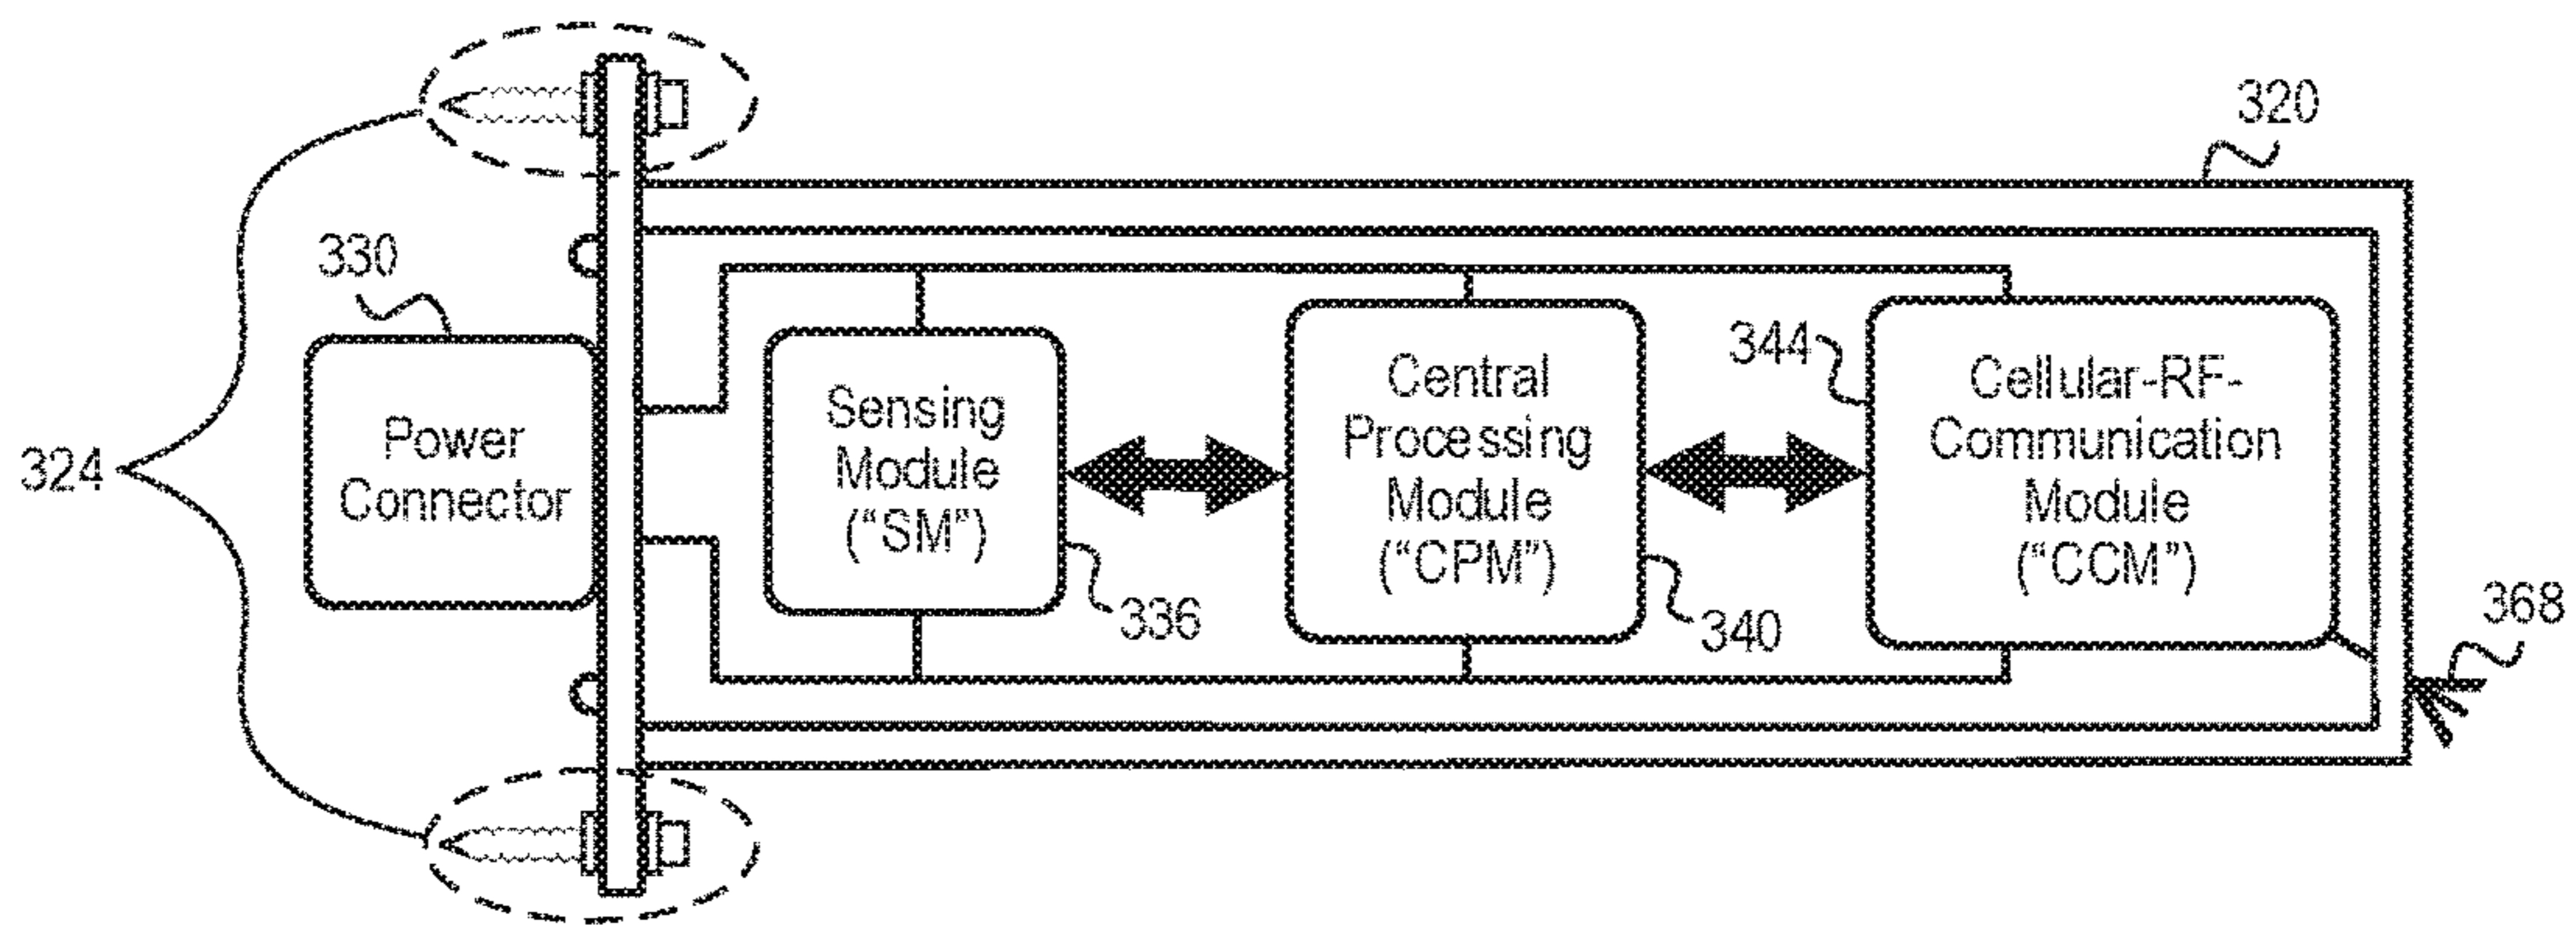 320
330
324
Power
Connector
Sensing
Module
("SM")
336
Central
Processing
Module
("CPM")
340
344
Cellular-RF-
Communication
Module
("CCM")
368